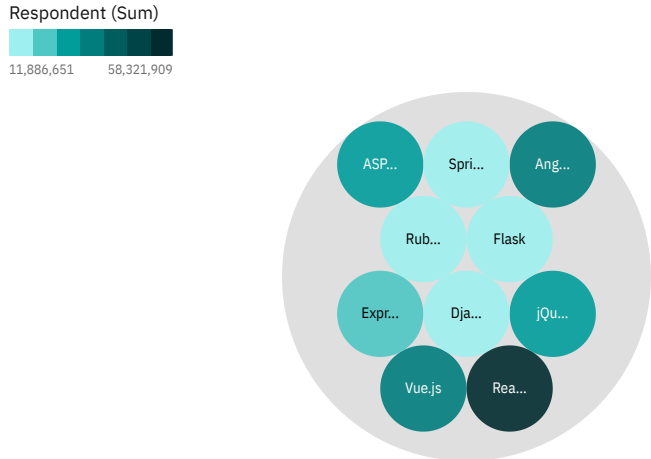 Respondent (Sum)
11,886,651 58,321,909
ASP... Spri... Ang...
Rub... Flask
Expr... Dja... jQu...
Vue.js Rea...